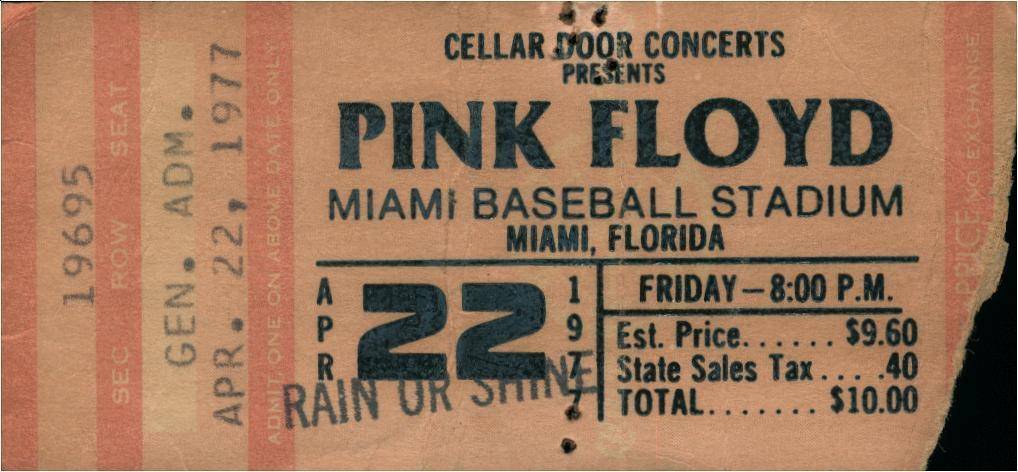 19695
SEC ROW SEAT
GEN. ADM.
APR. 22, 1977
ADMIT ONE ON ABOVE DATE ONLY
CELLAR DOOR CONCERTS
PRESENTS
PINK FLOYD
MIAMI BASEBALL STADIUM
MIAMI, FLORIDA
APR 22 1977
FRIDAY—8:00 P.M.
Est. Price...... $9.60
State Sales Tax .... .40
TOTAL....... $10.00
RAIN OR SHINE
PRICE
NO EXCHANGE